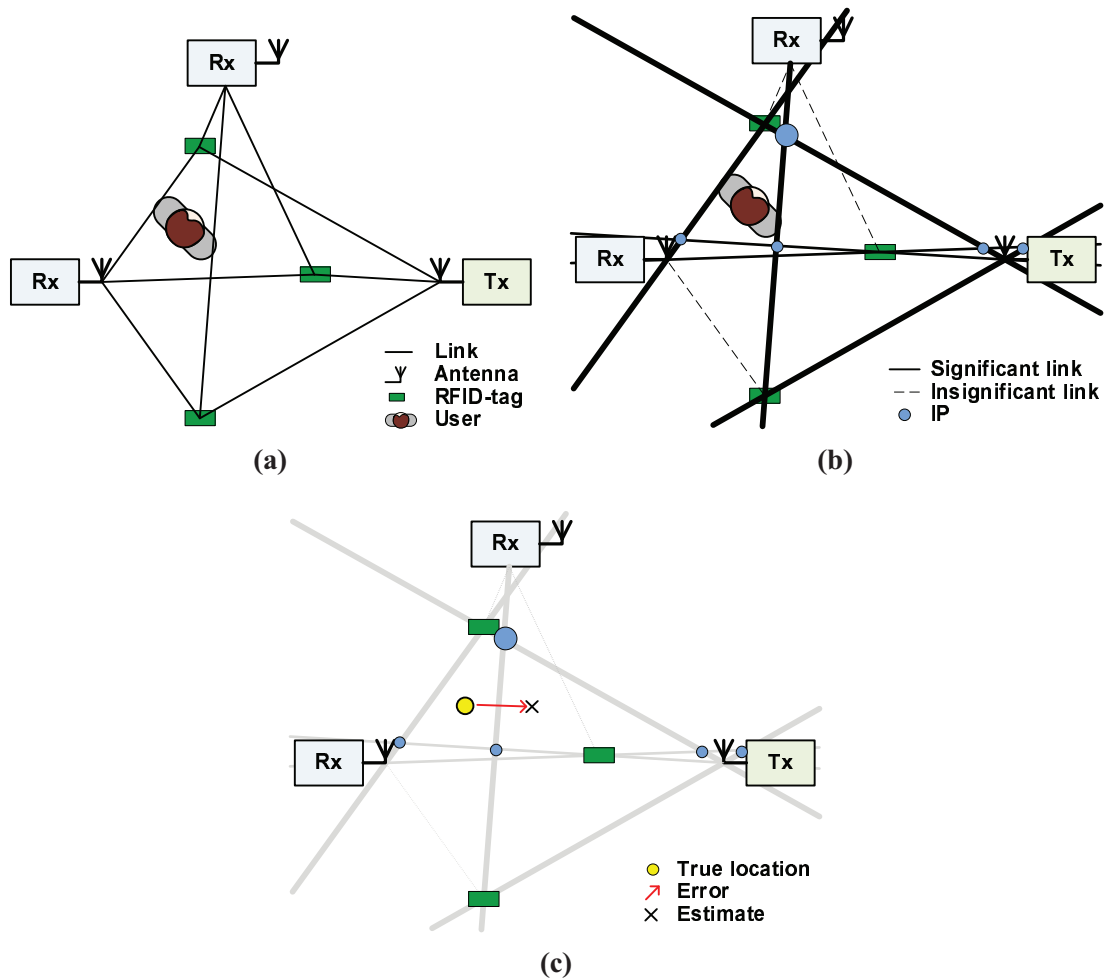 Rx
Rx
Tx
Link
Antenna
RFID-tag
User
(a)
Rx
Rx
Tx
Significant link
Insignificant link
IP
(b)
Rx
Rx
Tx
True location
Error
Estimate
(c)